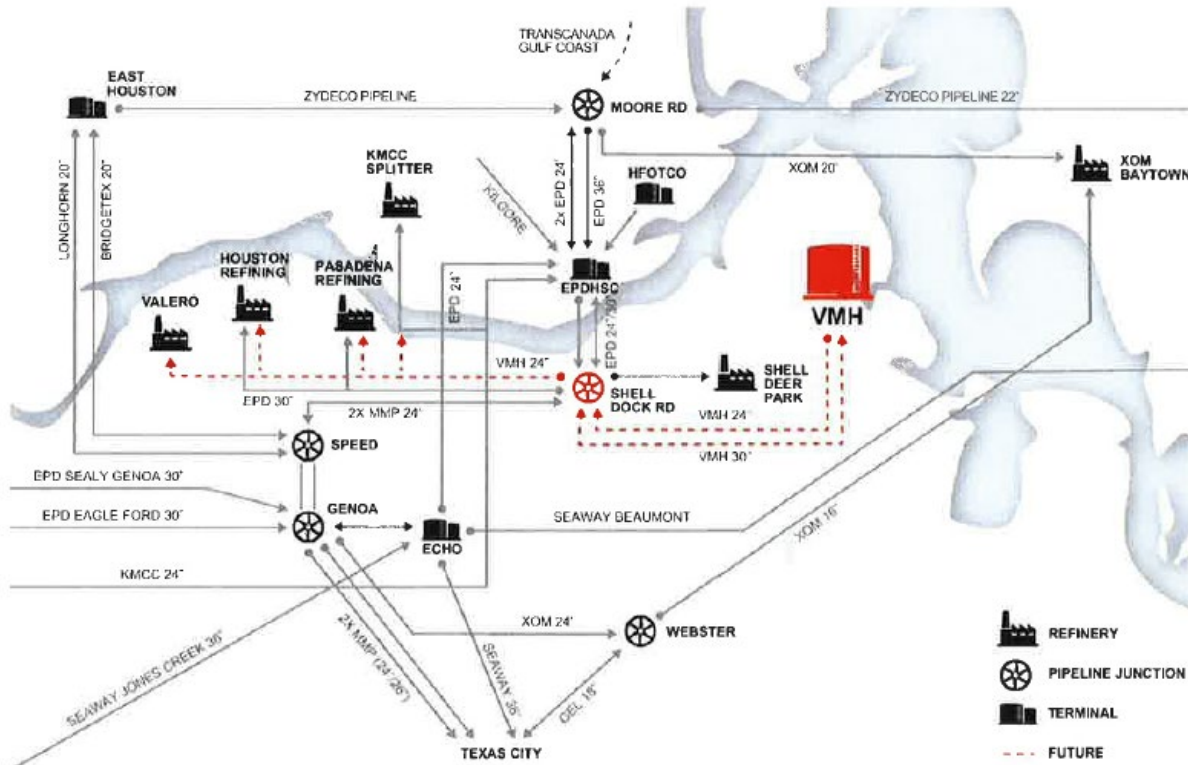 TRANSCANADA
GULF COAST
EAST
HOUSTON
ZYDECO PIPELINE
MOORE RD
ZYDECO PIPELINE 22"
KMCC
SPLITTER
LONGHORN 20"
BRIDGETEX 20"
KILGORE
2x EPD 24"
EPD 36"
HFOTCO
XOM 20"
XOM
BAYTOWN
HOUSTON
REFINING
PASADENA
REFINING
VALERO
EPD 24"
EPDHSC
EPD 24"/30"
VMH
VMH 24"
SHELL
DOCK RD
SHELL
DEER
PARK
EPD 30"
2X MMP 24"
VMH 24"
VMH 30"
SPEED
EPD SEALY GENOA 30"
GENOA
EPD EAGLE FORD 30"
ECHO
SEAWAY BEAUMONT
XOM 16"
KMCC 24"
SEAWAY JONES CREEK 36"
2X MMP (24"/26")
XOM 24"
WEBSTER
SEAWAY 36"
OEL 18"
TEXAS CITY
REFINERY
PIPELINE JUNCTION
TERMINAL
FUTURE